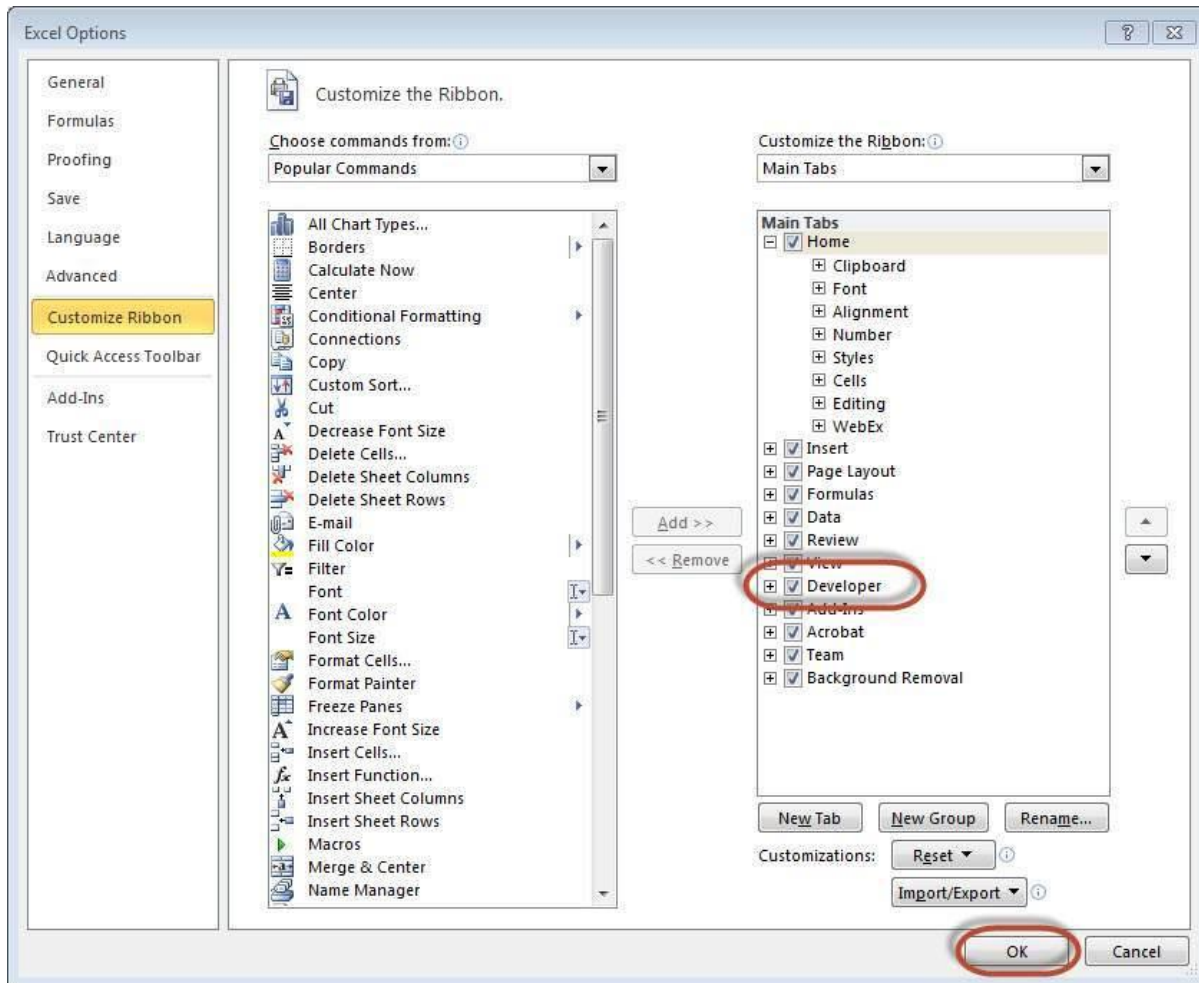 Excel Options
General
Formulas
Proofing
Save
Language
Advanced
Customize Ribbon
Quick Access Toolbar
Add-Ins
Trust Center
Customize the Ribbon.
Choose commands from:
Popular Commands
All Chart Types...
Borders
Calculate Now
Center
Conditional Formatting
Connections
Copy
Custom Sort...
Cut
Decrease Font Size
Delete Cells...
Delete Sheet Columns
Delete Sheet Rows
E-mail
Fill Color
Filter
Font
Font Color
Font Size
Format Cells...
Format Painter
Freeze Panes
Increase Font Size
Insert Cells...
Insert Function...
Insert Sheet Columns
Insert Sheet Rows
Macros
Merge & Center
Name Manager
Add >>
<< Remove
Customize the Ribbon:
Main Tabs
Main Tabs
Home
Clipboard
Font
Alignment
Number
Styles
Cells
Editing
WebEx
Insert
Page Layout
Formulas
Data
Review
View
Developer
Add-Ins
Acrobat
Team
Background Removal
New Tab
New Group
Rename...
Customizations:
Reset
Import/Export
OK
Cancel